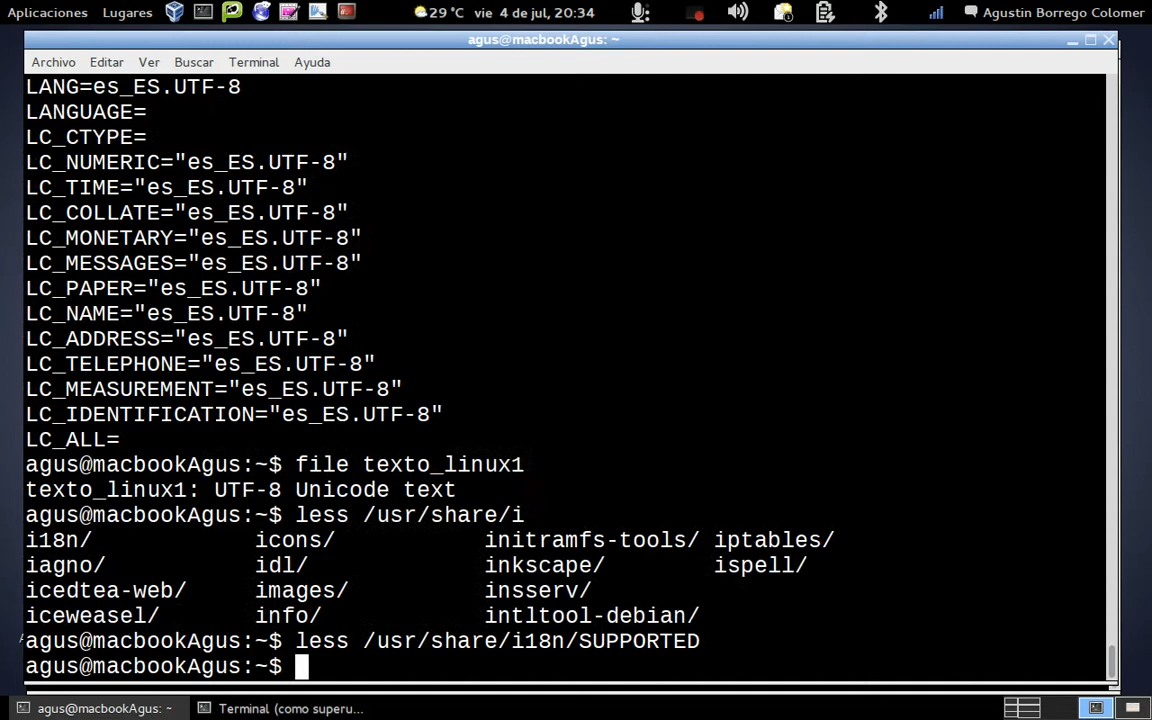 Aplicaciones Lugares 29 °C vie 4 de jul, 20:34 Agustin Borrego Colomer
agus@macbookAgus: ~
Archivo Editar Ver Buscar Terminal Ayuda
LANG=es_ES.UTF-8
LANGUAGE=
LC_CTYPE=
LC_NUMERIC="es_ES.UTF-8"
LC_TIME="es_ES.UTF-8"
LC_COLLATE="es_ES.UTF-8"
LC_MONETARY="es_ES.UTF-8"
LC_MESSAGES="es_ES.UTF-8"
LC_PAPER="es_ES.UTF-8"
LC_NAME="es_ES.UTF-8"
LC_ADDRESS="es_ES.UTF-8"
LC_TELEPHONE="es_ES.UTF-8"
LC_MEASUREMENT="es_ES.UTF-8"
LC_IDENTIFICATION="es_ES.UTF-8"
LC_ALL=
agus@macbookAgus:~$ file texto_linux1
texto_linux1: UTF-8 Unicode text
agus@macbookAgus:~$ less /usr/share/i
i18n/ icons/ initramfs-tools/ iptables/
iagno/ idl/ inkscape/ ispell/
icedtea-web/ images/ insserv/
iceweasel/ info/ intltool-debian/
agus@macbookAgus:~$ less /usr/share/i18n/SUPPORTED
agus@macbookAgus:~$
agus@macbookAgus: ~ Terminal (como superu...